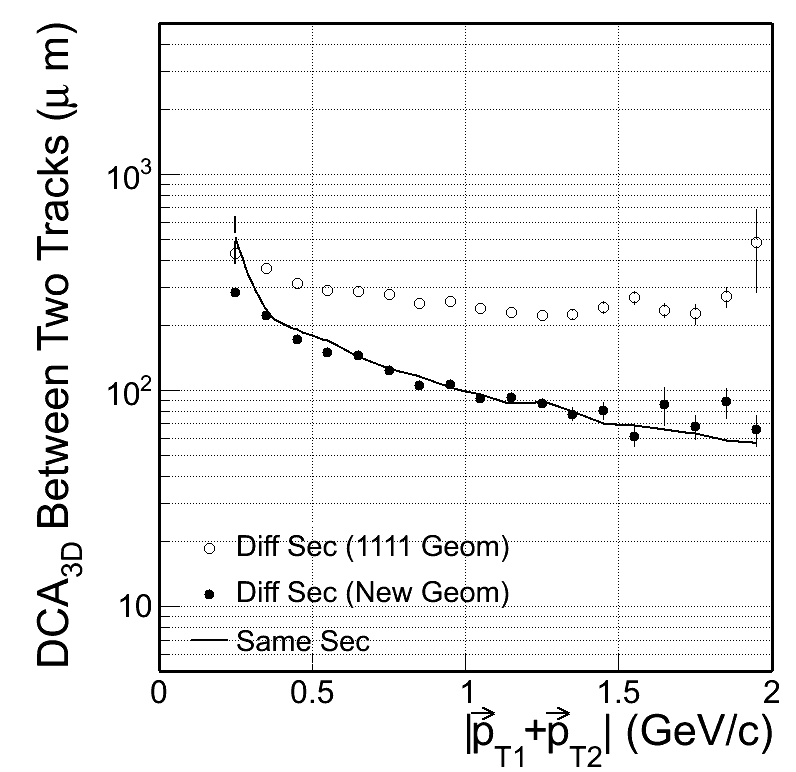 DCA3D Between Two Tracks (μ m)
10³
10²
10
Diff Sec (1111 Geom)
Diff Sec (New Geom)
Same Sec
0 0.5 1 1.5 2
|p⃗T1+p⃗T2| (GeV/c)